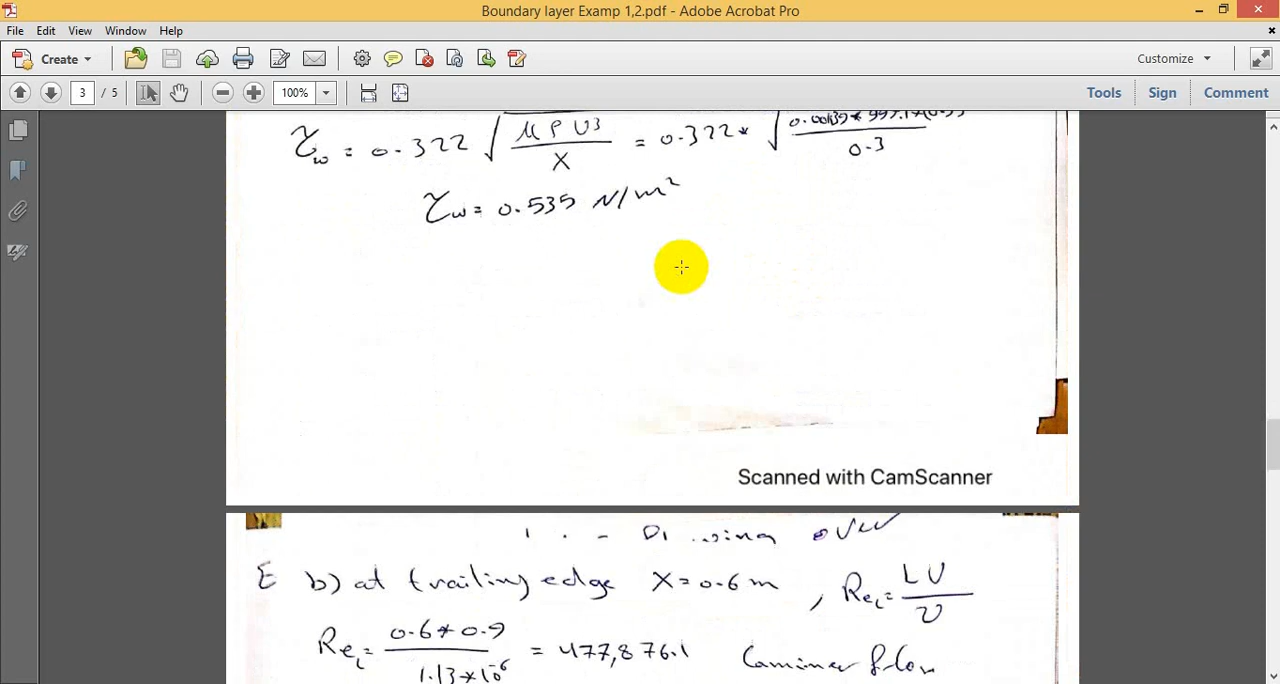 Boundary layer Examp 1,2.pdf - Adobe Acrobat Pro
File Edit View Window Help
Create
Customize
3 / 5
100%
Tools Sign Comment
τw = 0.322 √(μ ρ U3 / X) = 0.322 *
0.3
τw = 0.535 N/m²
Scanned with CamScanner
b) at trailing edge X=0.6 m , ReL= LU/υ
ReL= 0.6*0.9 / 1.13*10-6 = 477,876.1 Laminer flow